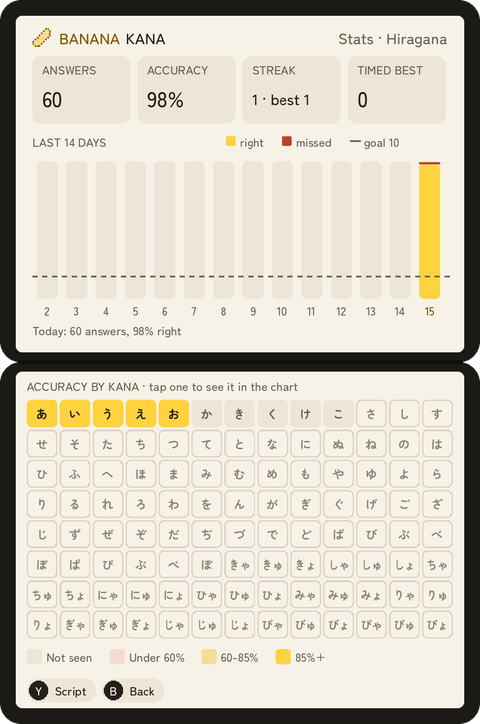 BANANA KANA
Stats · Hiragana
ANSWERS
60
ACCURACY
98%
STREAK
1 · best 1
TIMED BEST
0
LAST 14 DAYS
right
missed
goal 10
2 3 4 5 6 7 8 9 10 11 12 13 14 15
Today: 60 answers, 98% right
ACCURACY BY KANA · tap one to see it in the chart
あ い う え お か き く け こ さ し す
せ そ た ち つ て と な に ぬ ね の は
ひ ふ へ ほ ま み む め も や ゆ よ ら
り る れ ろ わ を ん が ぎ ぐ げ ご ざ
じ ず ぜ ぞ だ ぢ づ で ど ば び ぶ べ
ぼ ぱ ぴ ぷ ぺ ぽ きゃ きゅ きょ しゃ しゅ しょ ちゃ
ちゅ ちょ にゃ にゅ にょ ひゃ ひゅ ひょ みゃ みゅ みょ りゃ りゅ
りょ ぎゃ ぎゅ ぎょ じゃ じゅ じょ びゃ びゅ びょ ぴゃ ぴゅ ぴょ
Not seen
Under 60%
60–85%
85%+
Y Script
B Back